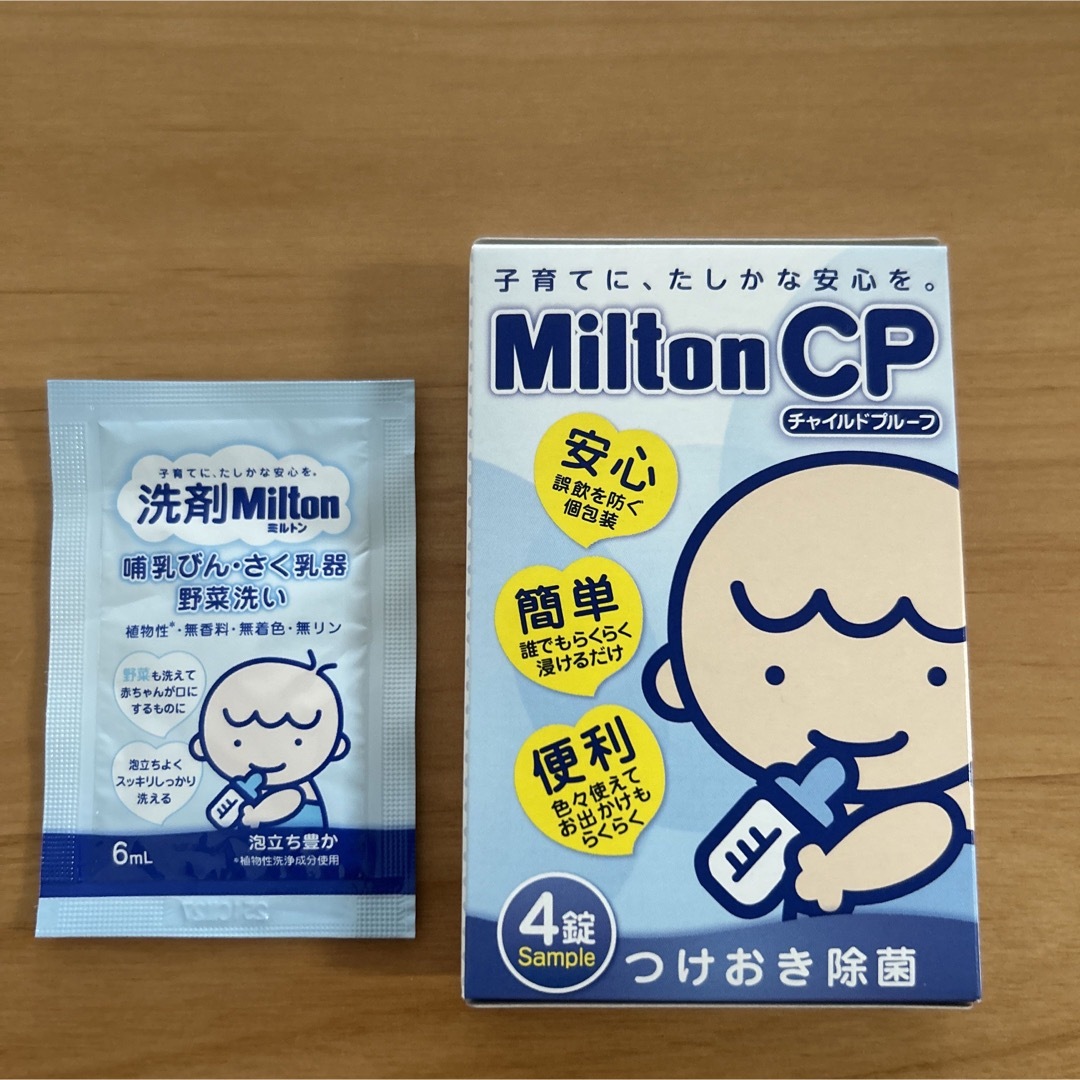 子育てに、たしかな安心を。
洗剤Milton
ミルトン
哺乳びん・さく乳器
野菜洗い
植物性*・無香料・無着色・無リン
野菜も洗えて
赤ちゃんが口に
するものに
泡立ちよく
スッキリしっかり
洗える
泡立ち豊か
6mL
*植物性洗浄成分使用
子育てに、たしかな安心を。
Milton CP
チャイルドプルーフ
安心
誤飲を防ぐ
個包装
簡単
誰でもらくらく
浸けるだけ
便利
色々使えて
お出かけも
らくらく
4錠
Sample
つけおき除菌